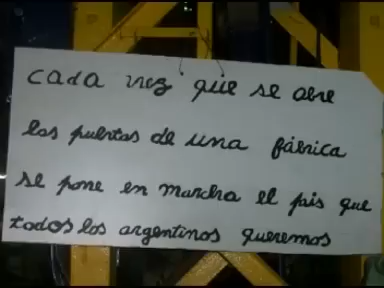 cada vez que se abre
las puertas de una fábrica
se pone en marcha el país que
todos los argentinos queremos